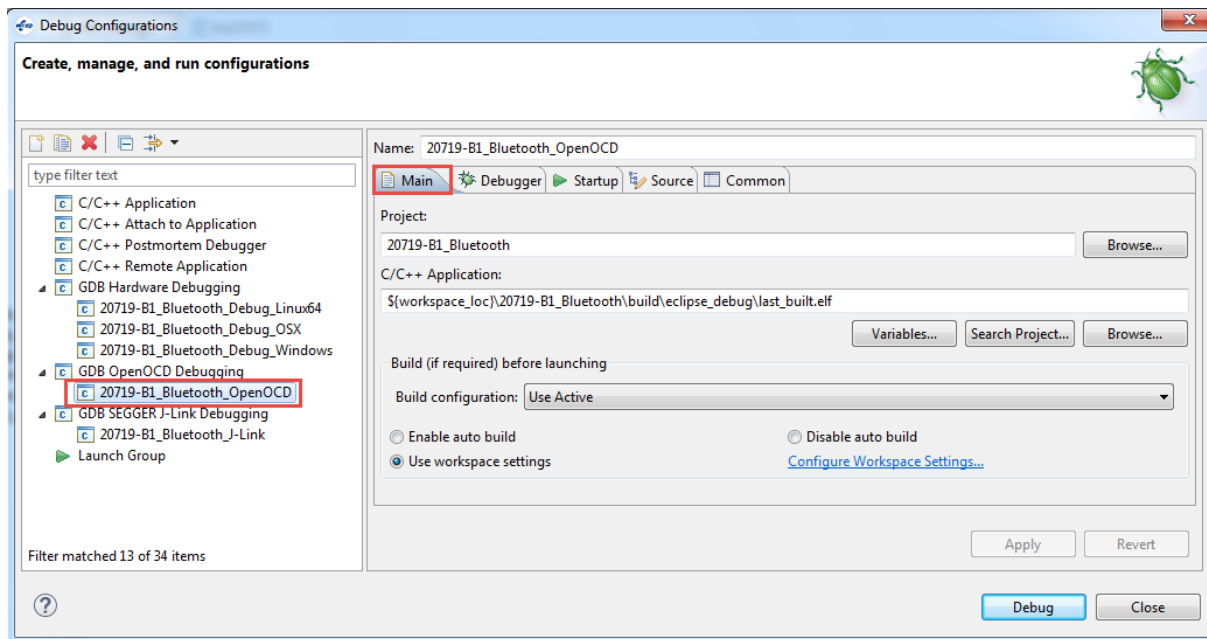 Debug Configurations
Create, manage, and run configurations
type filter text
C/C++ Application
C/C++ Attach to Application
C/C++ Postmortem Debugger
C/C++ Remote Application
GDB Hardware Debugging
20719-B1_Bluetooth_Debug_Linux64
20719-B1_Bluetooth_Debug_OSX
20719-B1_Bluetooth_Debug_Windows
GDB OpenOCD Debugging
20719-B1_Bluetooth_OpenOCD
GDB SEGGER J-Link Debugging
20719-B1_Bluetooth_J-Link
Launch Group
Filter matched 13 of 34 items
Name: 20719-B1_Bluetooth_OpenOCD
Main Debugger Startup Source Common
Project:
20719-B1_Bluetooth Browse...
C/C++ Application:
${workspace_loc}\20719-B1_Bluetooth\build\eclipse_debug\last_built.elf
Variables... Search Project... Browse...
Build (if required) before launching
Build configuration: Use Active
Enable auto build Disable auto build
Use workspace settings Configure Workspace Settings...
Apply Revert
? Debug Close